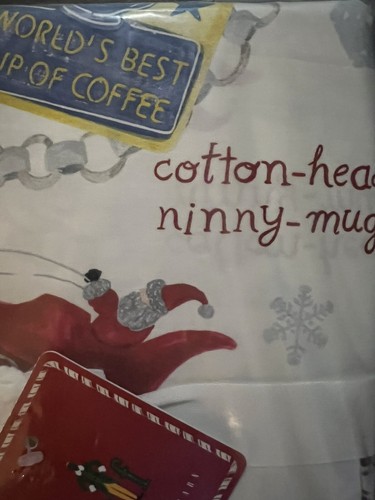 WORLD'S BEST
UP OF COFFEE
cotton-hea
ninny-mug